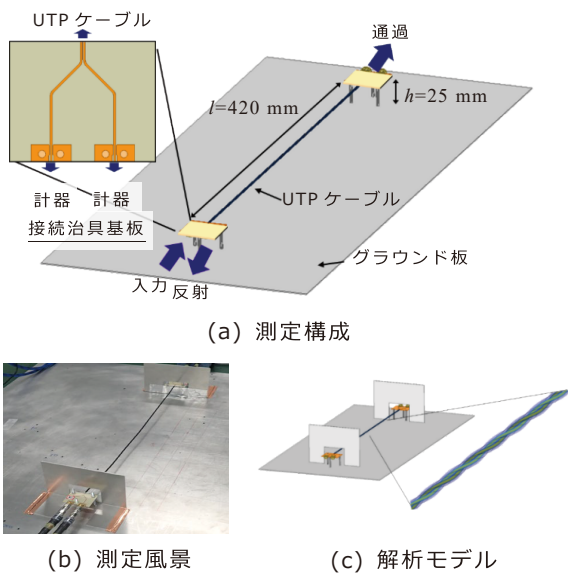 UTP ケーブル
通過
l=420 mm
h=25 mm
UTP ケーブル
計器 計器
接続治具基板
グラウンド板
入力 反射
(a) 測定構成
(b) 測定風景
(c) 解析モデル